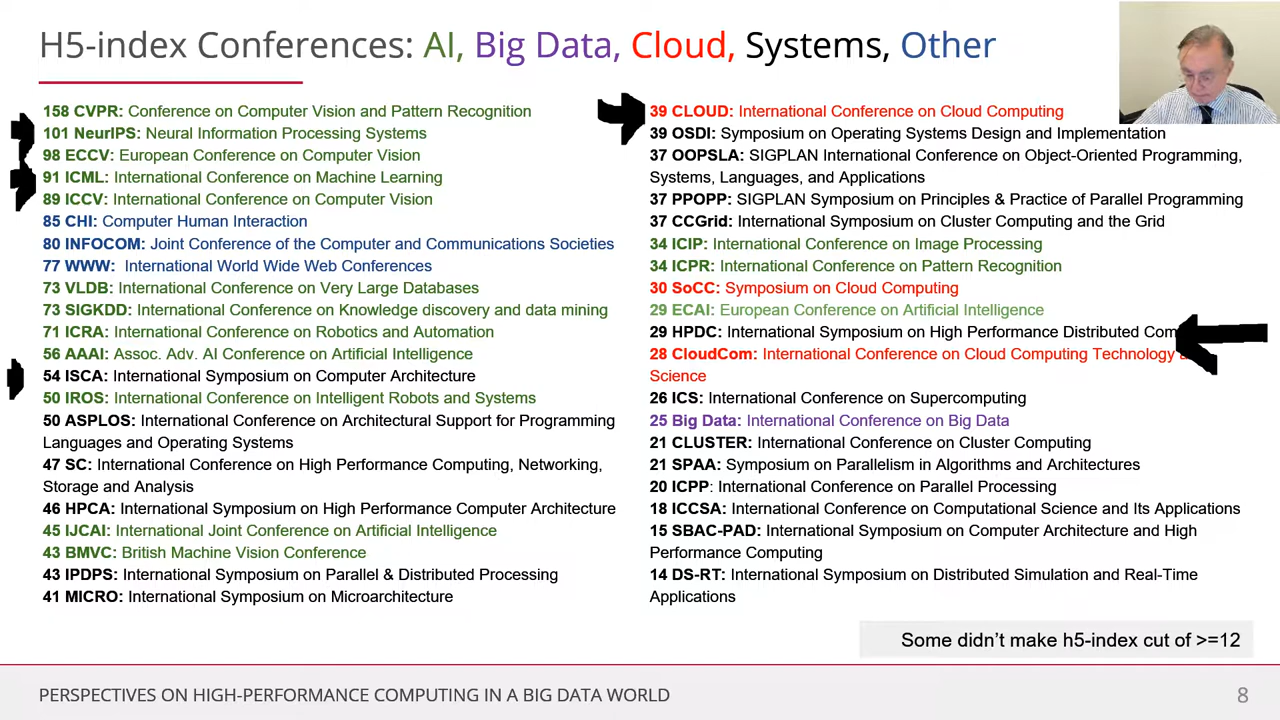 H5-index Conferences: AI, Big Data, Cloud, Systems, Other
158 CVPR: Conference on Computer Vision and Pattern Recognition
101 NeurIPS: Neural Information Processing Systems
98 ECCV: European Conference on Computer Vision
91 ICML: International Conference on Machine Learning
89 ICCV: International Conference on Computer Vision
85 CHI: Computer Human Interaction
80 INFOCOM: Joint Conference of the Computer and Communications Societies
77 WWW: International World Wide Web Conferences
73 VLDB: International Conference on Very Large Databases
73 SIGKDD: International Conference on Knowledge discovery and data mining
71 ICRA: International Conference on Robotics and Automation
56 AAAI: Assoc. Adv. AI Conference on Artificial Intelligence
54 ISCA: International Symposium on Computer Architecture
50 IROS: International Conference on Intelligent Robots and Systems
50 ASPLOS: International Conference on Architectural Support for Programming
Languages and Operating Systems
47 SC: International Conference on High Performance Computing, Networking,
Storage and Analysis
46 HPCA: International Symposium on High Performance Computer Architecture
45 IJCAI: International Joint Conference on Artificial Intelligence
43 BMVC: British Machine Vision Conference
43 IPDPS: International Symposium on Parallel & Distributed Processing
41 MICRO: International Symposium on Microarchitecture
39 CLOUD: International Conference on Cloud Computing
39 OSDI: Symposium on Operating Systems Design and Implementation
37 OOPSLA: SIGPLAN International Conference on Object-Oriented Programming,
Systems, Languages, and Applications
37 PPOPP: SIGPLAN Symposium on Principles & Practice of Parallel Programming
37 CCGrid: International Symposium on Cluster Computing and the Grid
34 ICIP: International Conference on Image Processing
34 ICPR: International Conference on Pattern Recognition
30 SoCC: Symposium on Cloud Computing
29 ECAI: European Conference on Artificial Intelligence
29 HPDC: International Symposium on High Performance Distributed Com
28 CloudCom: International Conference on Cloud Computing Technology
Science
26 ICS: International Conference on Supercomputing
25 Big Data: International Conference on Big Data
21 CLUSTER: International Conference on Cluster Computing
21 SPAA: Symposium on Parallelism in Algorithms and Architectures
20 ICPP: International Conference on Parallel Processing
18 ICCSA: International Conference on Computational Science and Its Applications
15 SBAC-PAD: International Symposium on Computer Architecture and High
Performance Computing
14 DS-RT: International Symposium on Distributed Simulation and Real-Time
Applications
Some didn't make h5-index cut of >=12
PERSPECTIVES ON HIGH-PERFORMANCE COMPUTING IN A BIG DATA WORLD
8